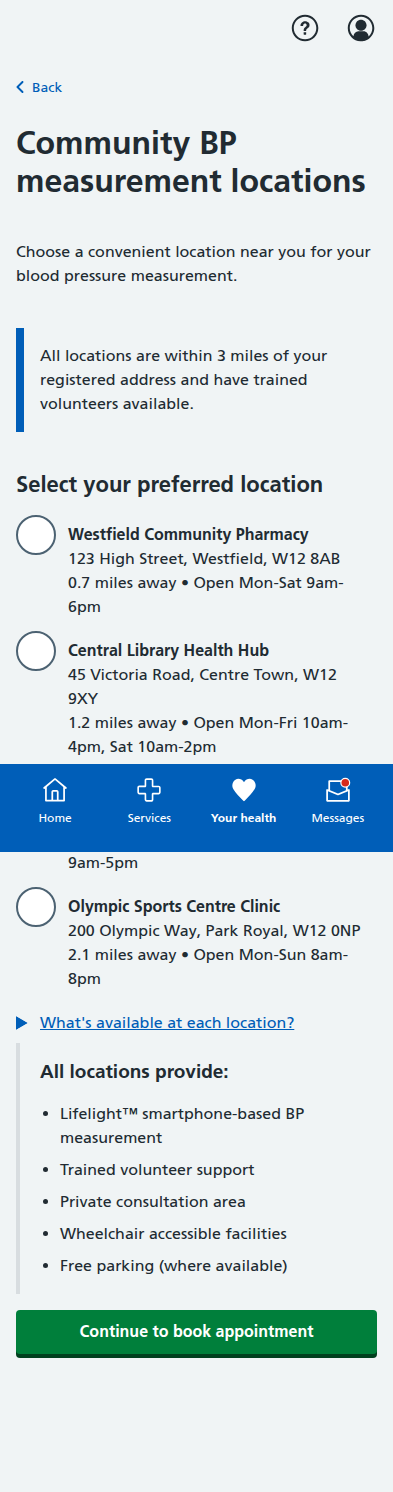 ?
Back
Community BP
measurement locations
Choose a convenient location near you for your
blood pressure measurement.
All locations are within 3 miles of your
registered address and have trained
volunteers available.
Select your preferred location
Westfield Community Pharmacy
123 High Street, Westfield, W12 8AB
0.7 miles away • Open Mon-Sat 9am-
6pm
Central Library Health Hub
45 Victoria Road, Centre Town, W12
9XY
1.2 miles away • Open Mon-Fri 10am-
4pm, Sat 10am-2pm
Home Services Your health Messages
9am-5pm
Olympic Sports Centre Clinic
200 Olympic Way, Park Royal, W12 0NP
2.1 miles away • Open Mon-Sun 8am-
8pm
What's available at each location?
All locations provide:
• Lifelight™ smartphone-based BP
measurement
• Trained volunteer support
• Private consultation area
• Wheelchair accessible facilities
• Free parking (where available)
Continue to book appointment